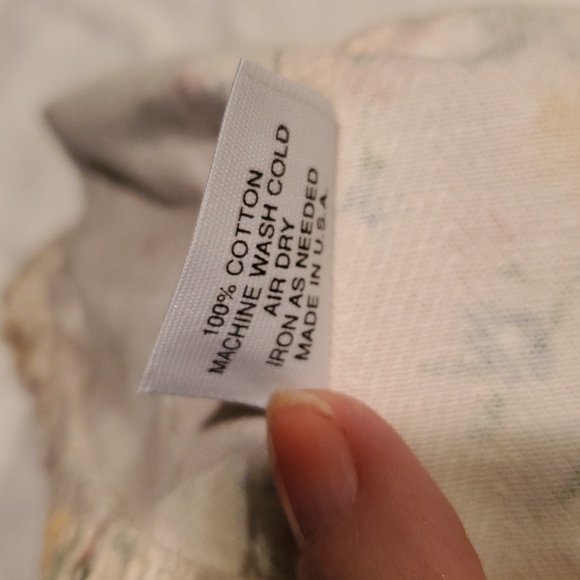 100% COTTON
MACHINE WASH COLD
AIR DRY
IRON AS NEEDED
MADE IN U.S.A.